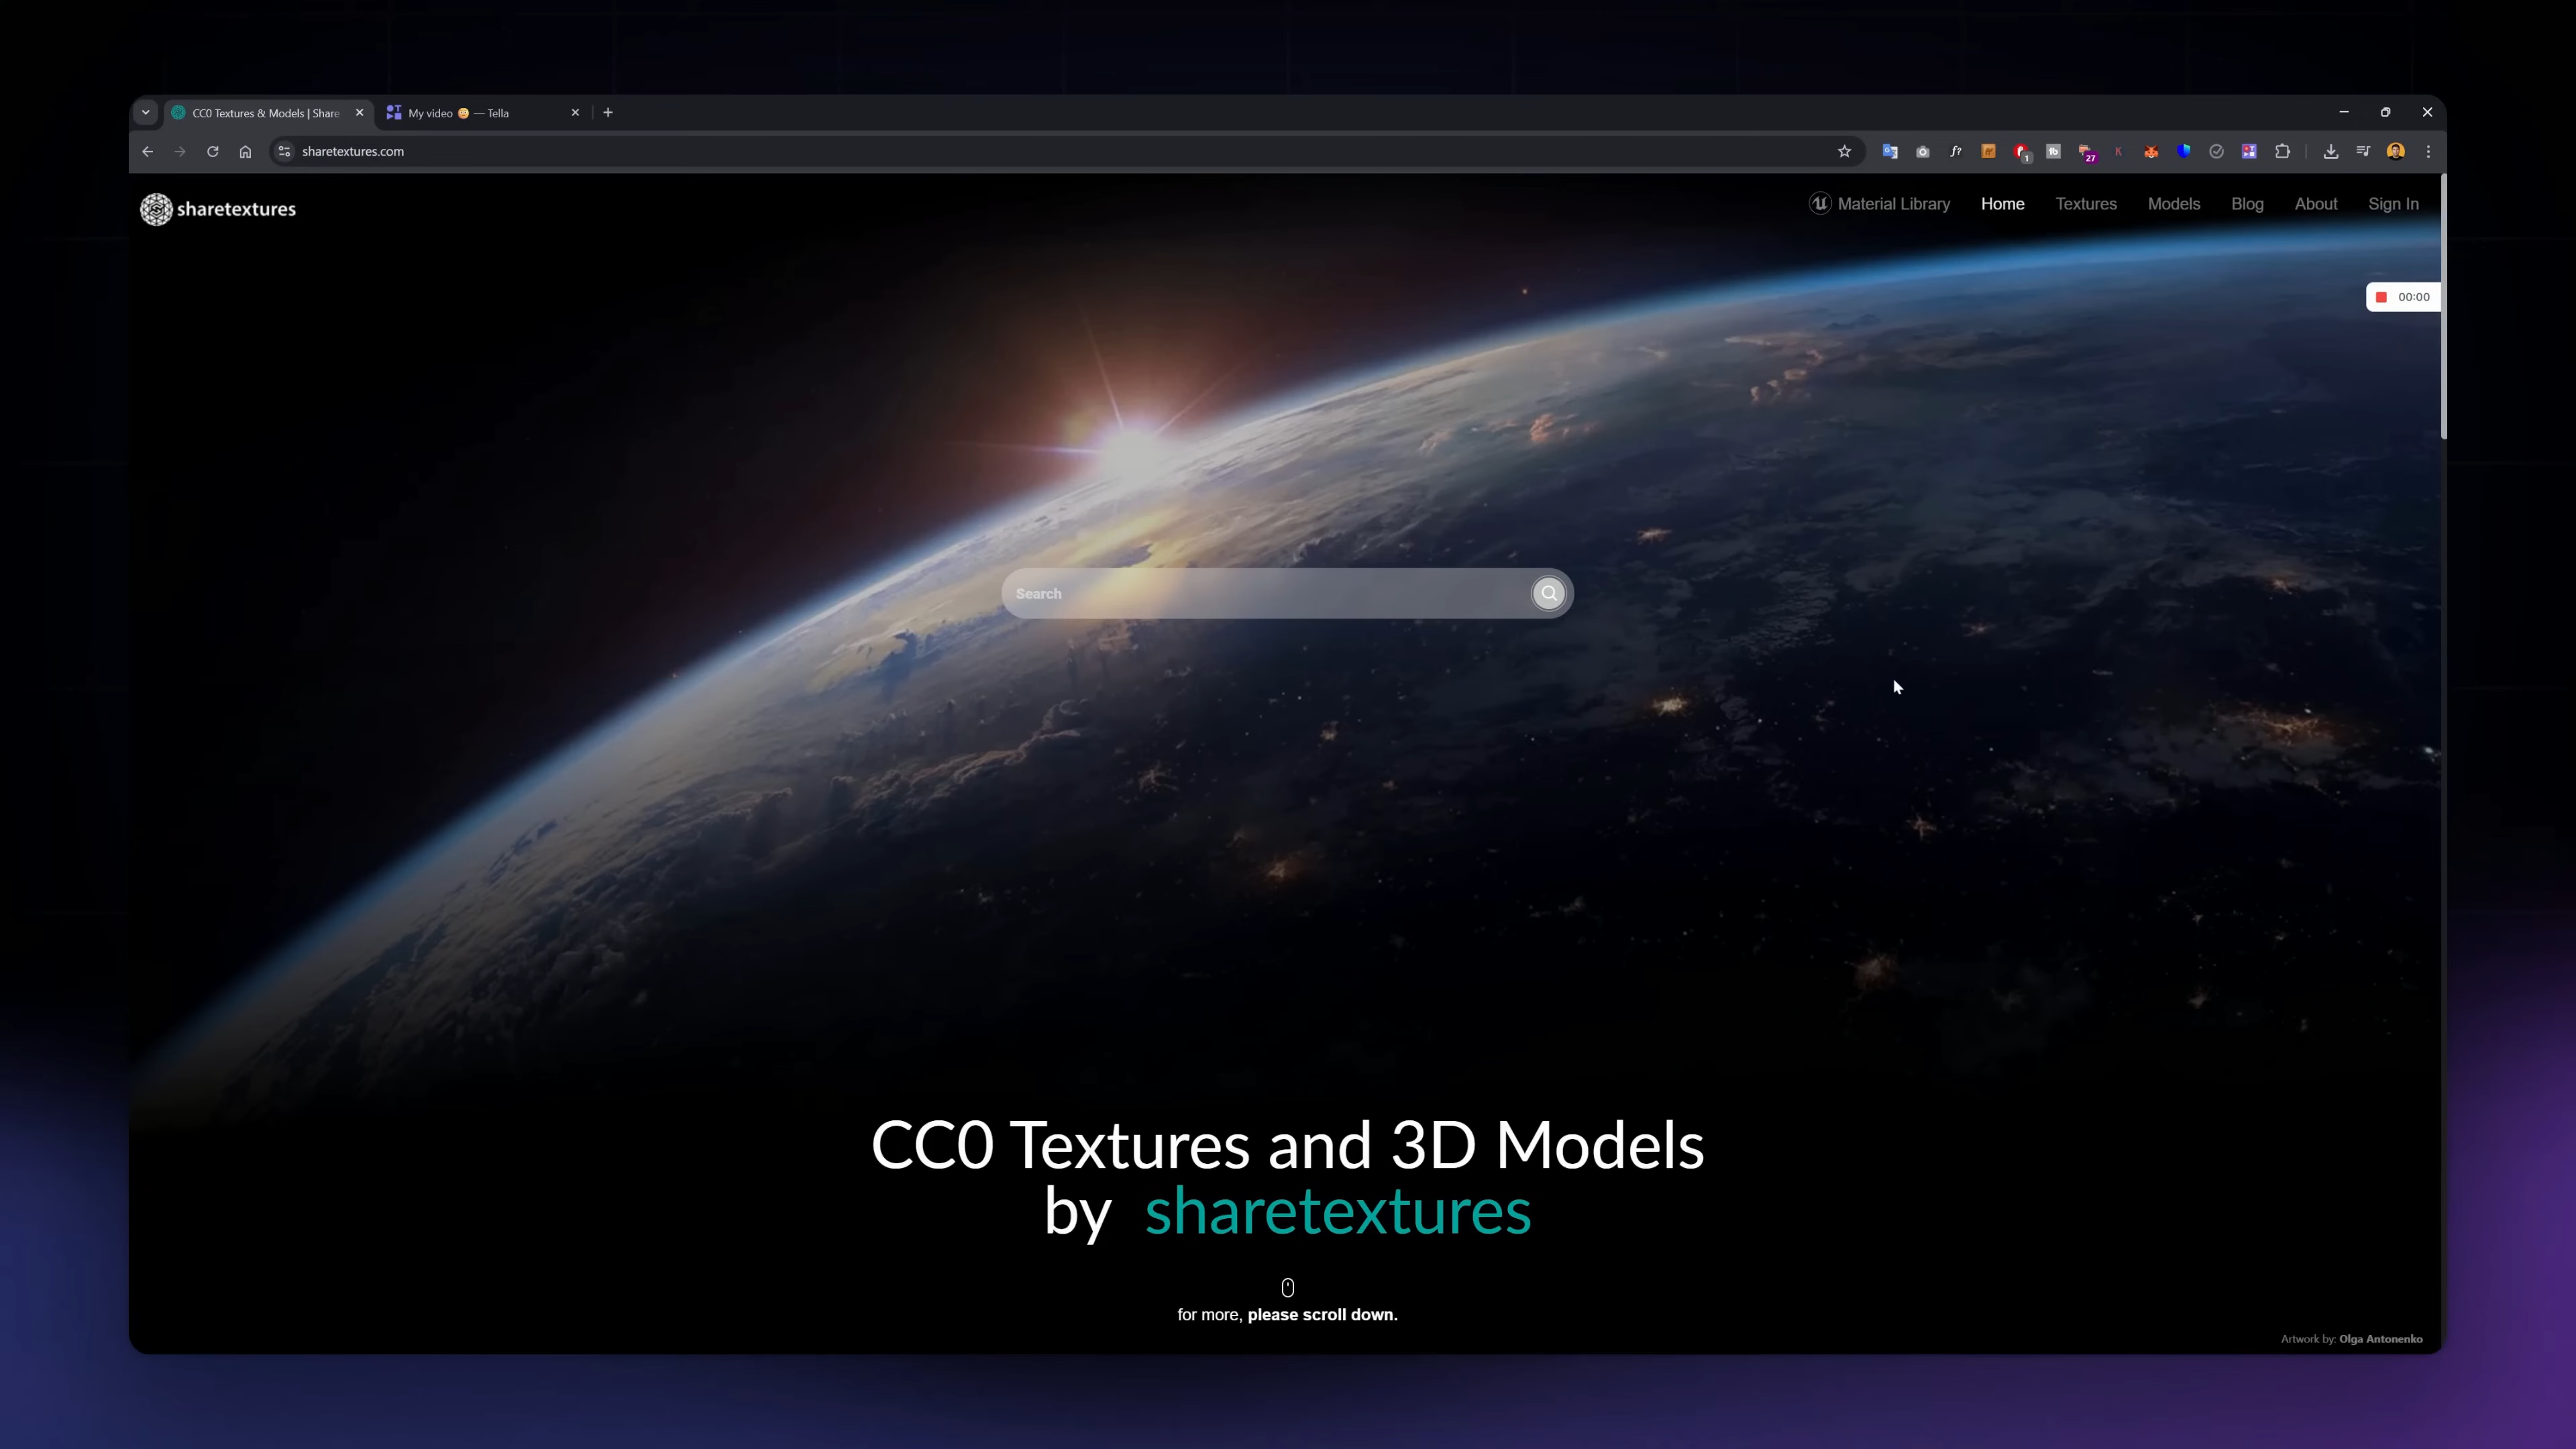 CC0 Textures & Models | Share
My video 😊 — Tella
sharetextures.com
1
27
K
sharetextures
Material Library
Home
Textures
Models
Blog
About
Sign In
00:00
Search
CC0 Textures and 3D Models
by sharetextures
for more, please scroll down.
Artwork by: Olga Antonenko